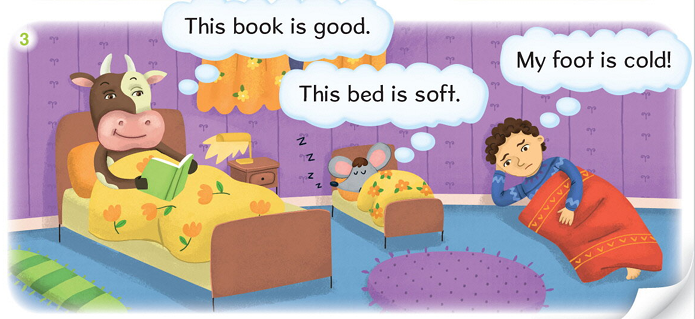 3
This book is good.
This bed is soft.
My foot is cold!
z
z
z
z